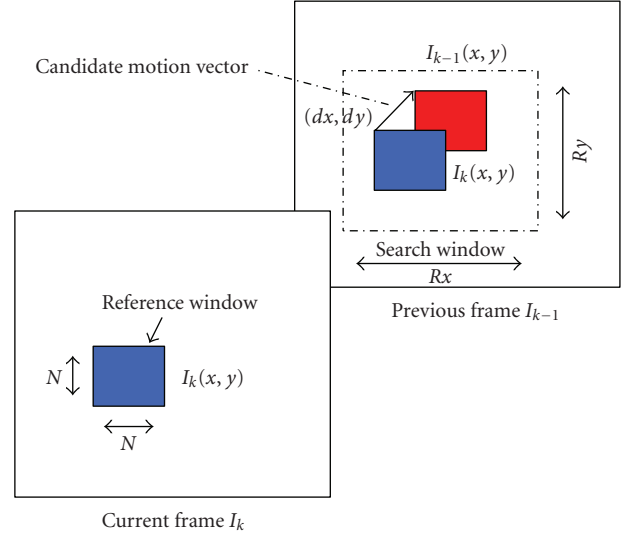 I_{k−1}(x, y)
Candidate motion vector
(dx, dy)
I_k(x, y)
Ry
Search window
Rx
Previous frame I_{k−1}
Reference window
N
I_k(x, y)
N
Current frame I_k